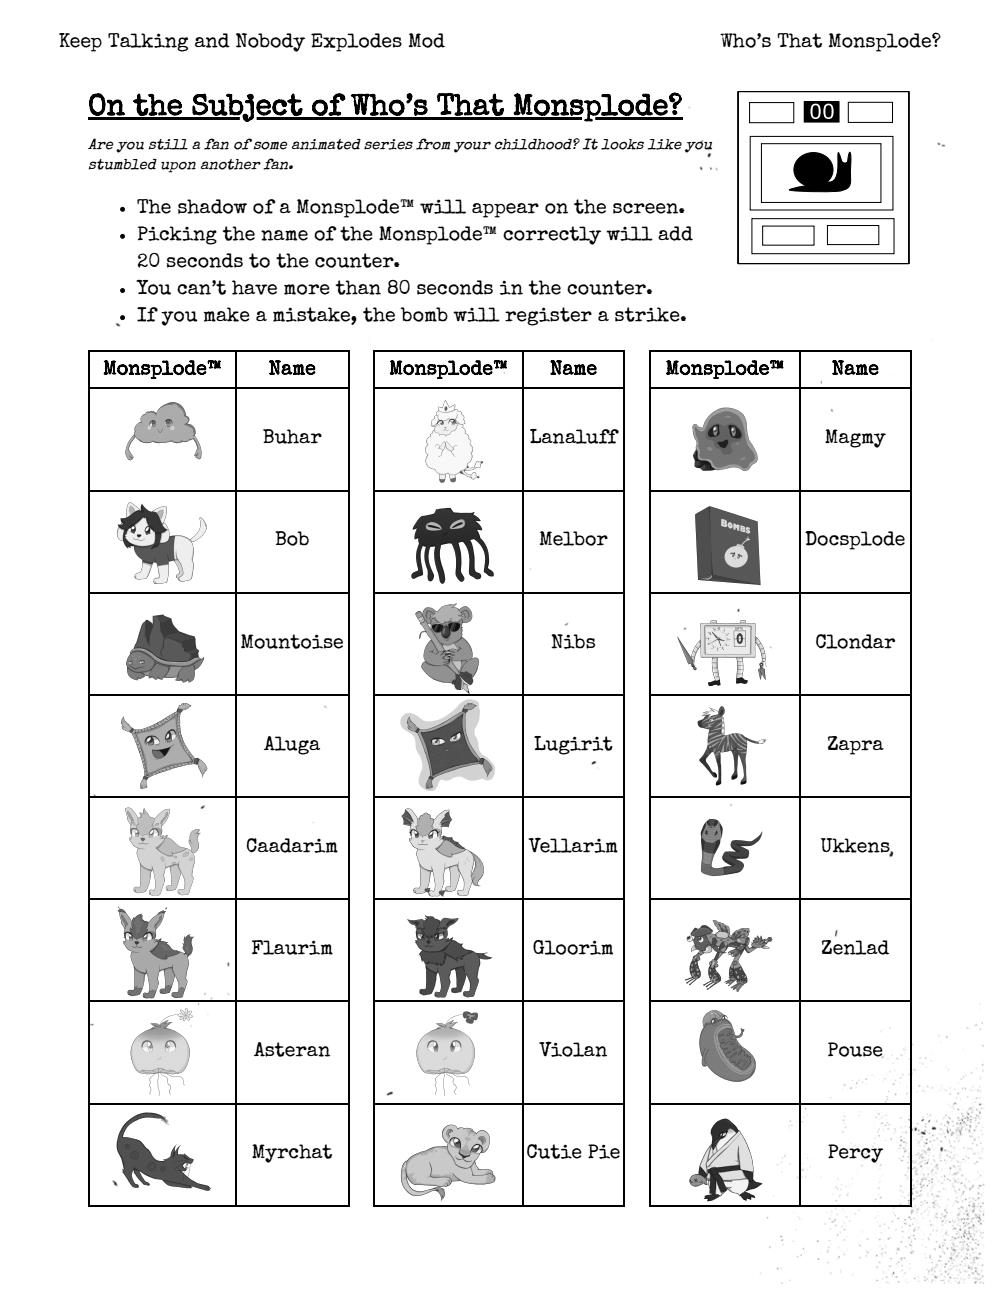 Keep Talking and Nobody Explodes Mod
Who's That Monsplode?
On the Subject of Who's That Monsplode?
00
Are you still a fan of some animated series from your childhood? It looks like you
stumbled upon another fan.
• The shadow of a Monsplode™ will appear on the screen.
• Picking the name of the Monsplode™ correctly will add
20 seconds to the counter.
• You can't have more than 80 seconds in the counter.
• If you make a mistake, the bomb will register a strike.
Monsplode™ Name Monsplode™ Name Monsplode™ Name
Buhar Lanaluff Magmy
Bob Melbor BOMBS Docsplode
Mountoise Nibs 0 Clondar
Aluga Lugirit Zapra
Caadarim Vellarim Ukkens
Flaurim Gloorim Zenlad
Asteran Violan Pouse
Myrchat Cutie Pie Percy